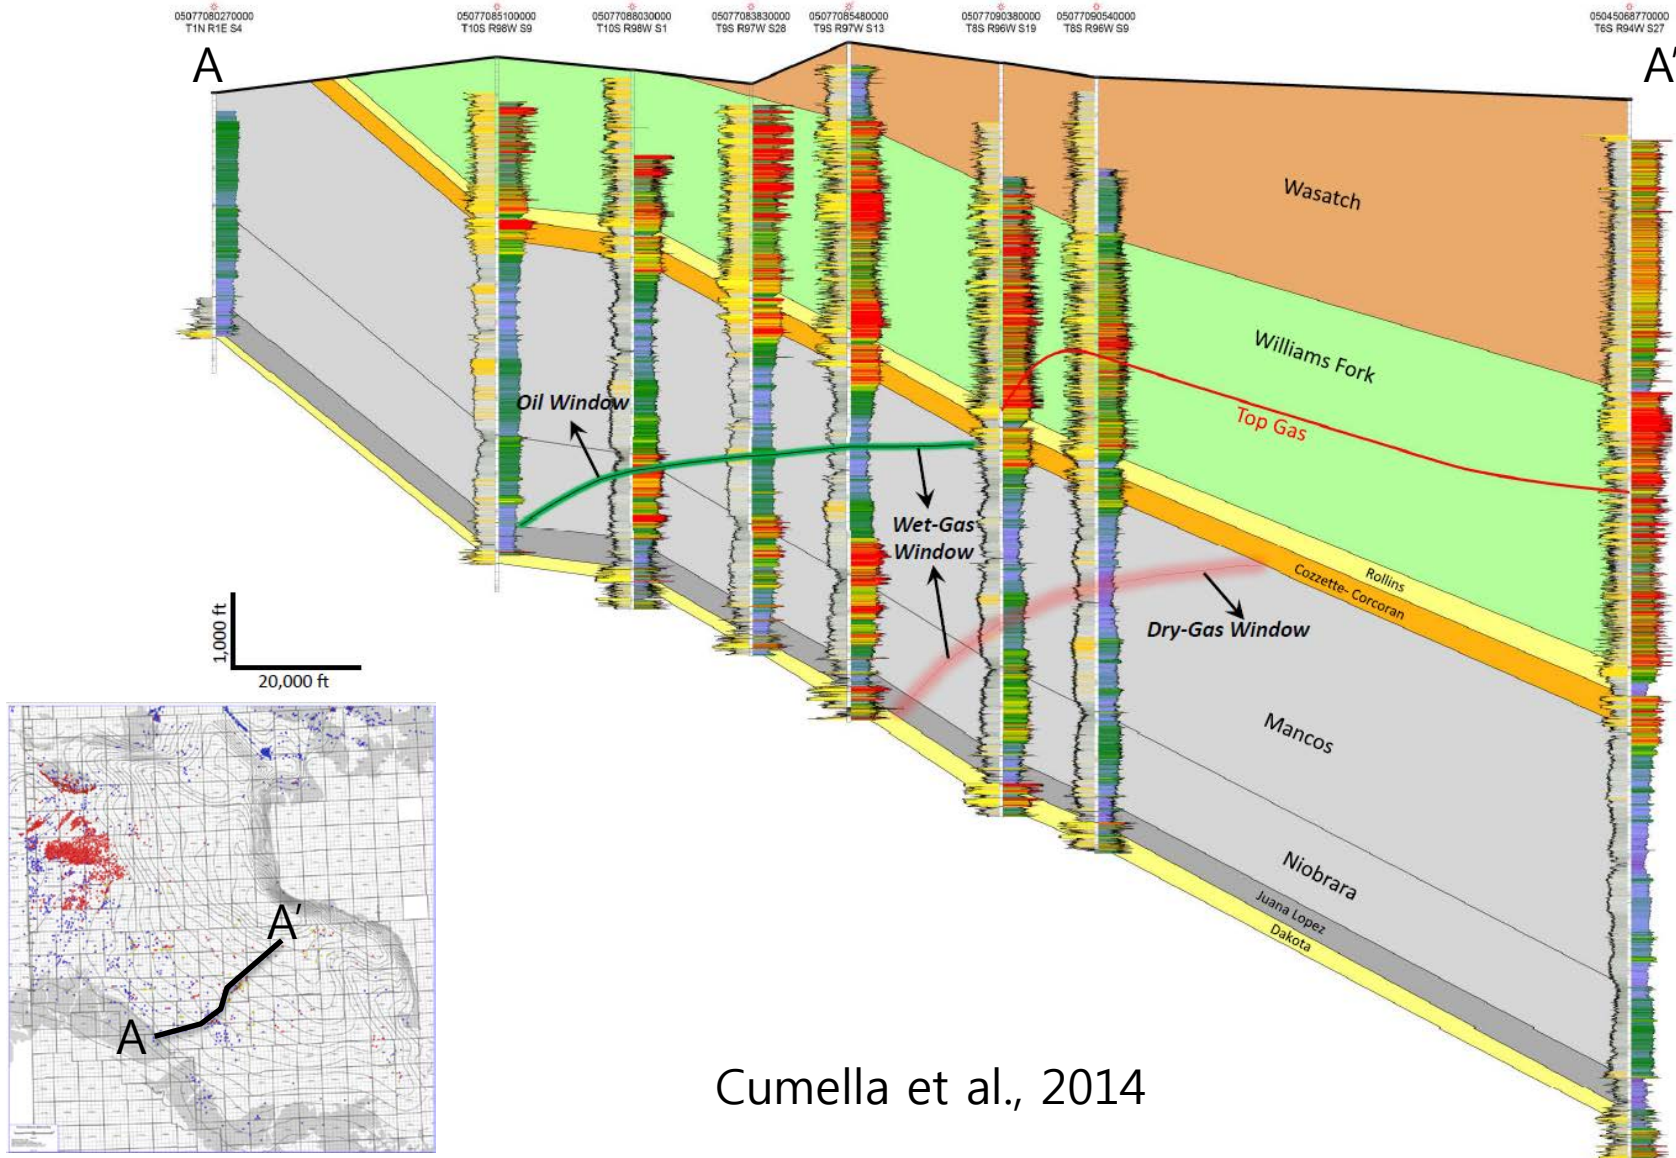 05077080270000
T1N R1E S4
05077085100000
T10S R98W S9
05077088030000
T10S R98W S1
05077083830000
T9S R97W S28
05077085480000
T9S R97W S13
05077090380000
T8S R96W S19
05077090540000
T8S R96W S9
05045068770000
T6S R94W S27
A
A'
Wasatch
Williams Fork
Top Gas
Oil Window
Wet-Gas
Window
Rollins
Cozzette- Corcoran
Dry-Gas Window
Mancos
Niobrara
Juana Lopez
Dakota
1,000 ft
20,000 ft
A'
A
Cumella et al., 2014